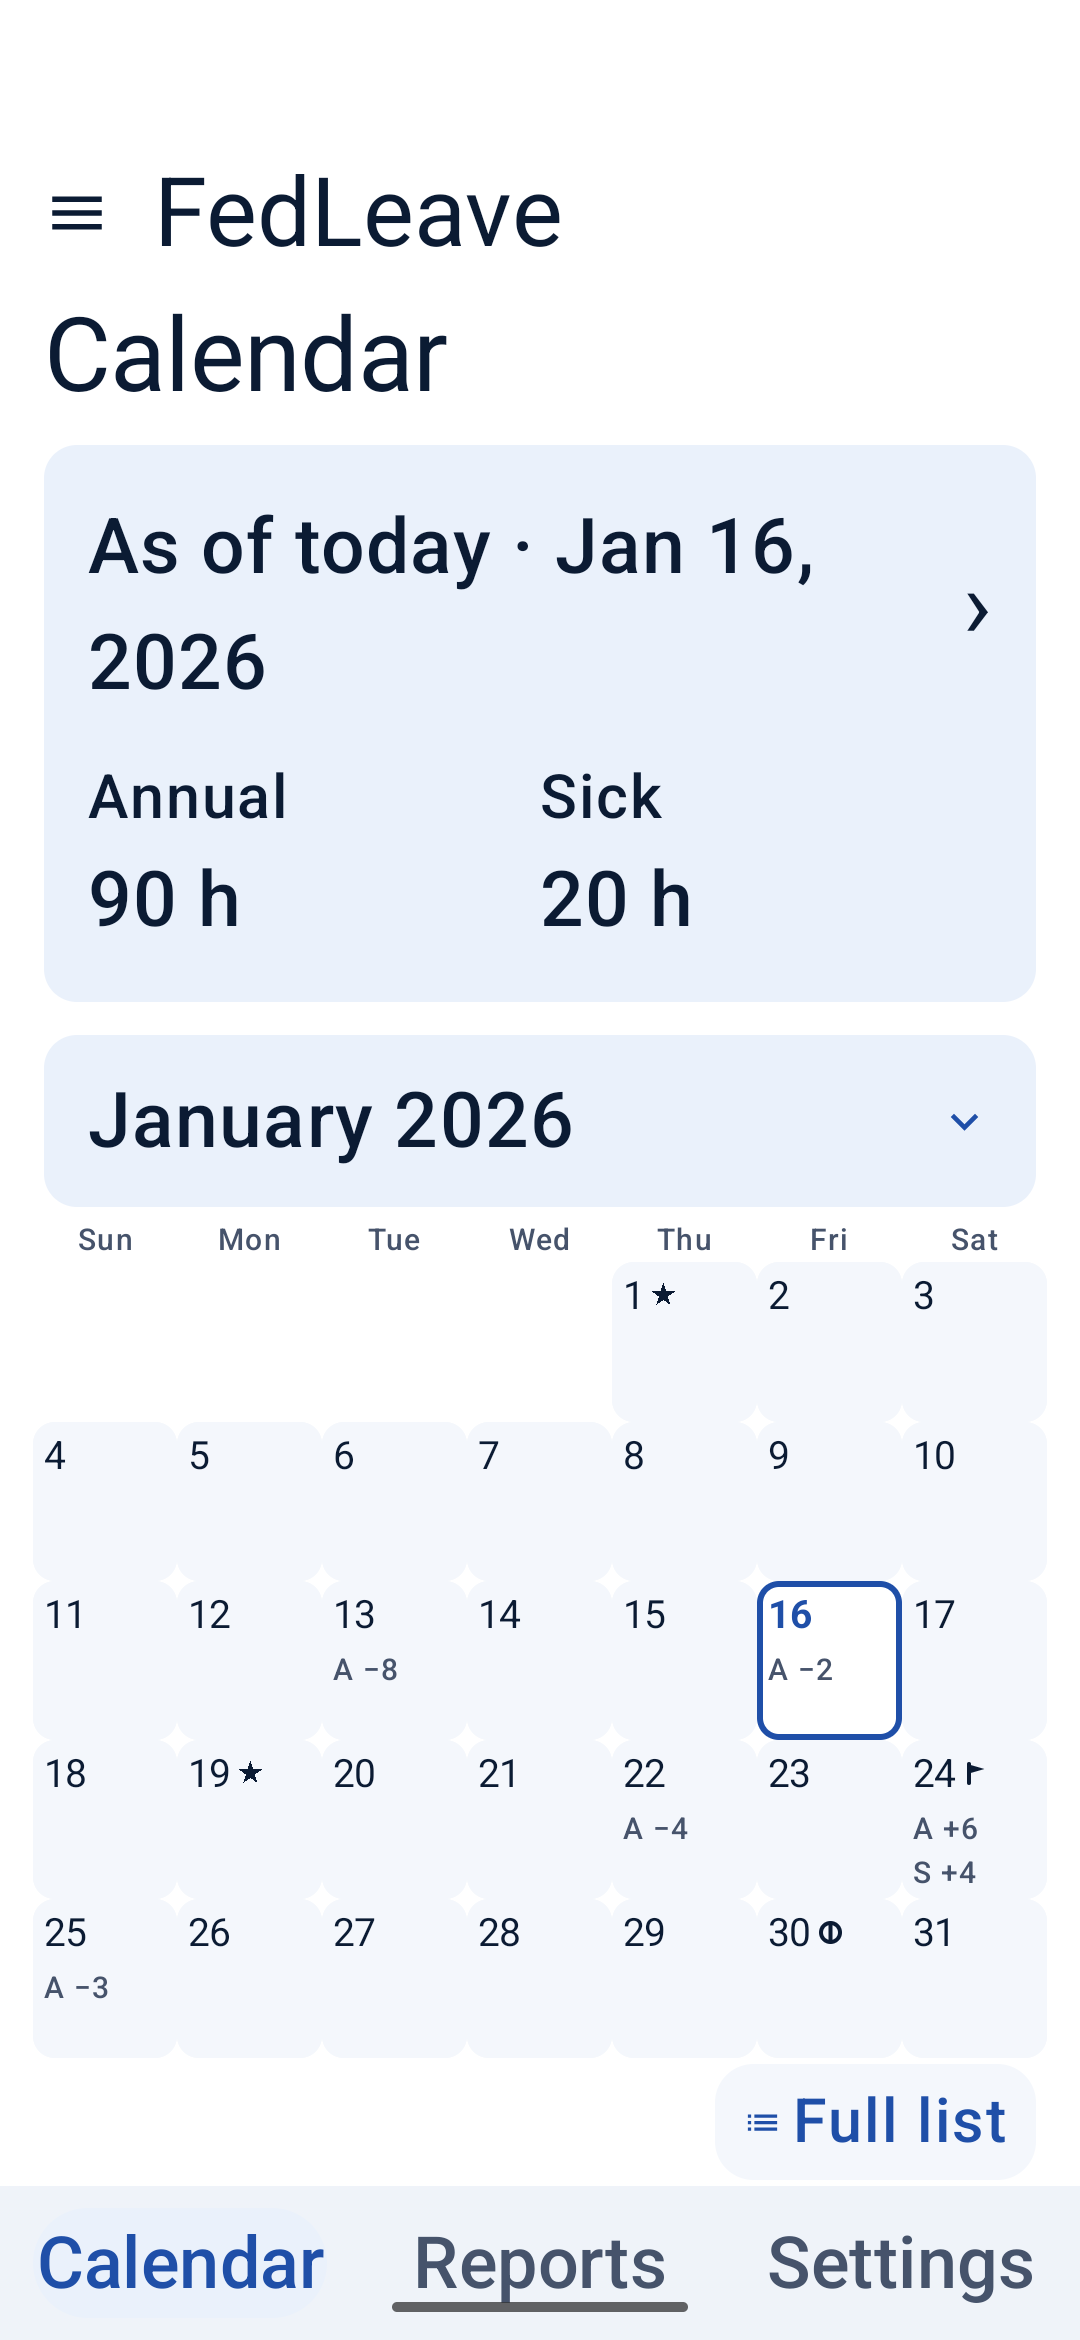 FedLeave
Calendar
As of today · Jan 16,
2026
Annual Sick
90 h 20 h
January 2026
Sun Mon Tue Wed Thu Fri Sat
1 ★ 2 3
4 5 6 7 8 9 10
11 12 13 14 15 16 17
A −8 A −2
18 19 ★ 20 21 22 23 24
A −4 A +6
S +4
25 26 27 28 29 30 31
A −3
Full list
Calendar Reports Settings